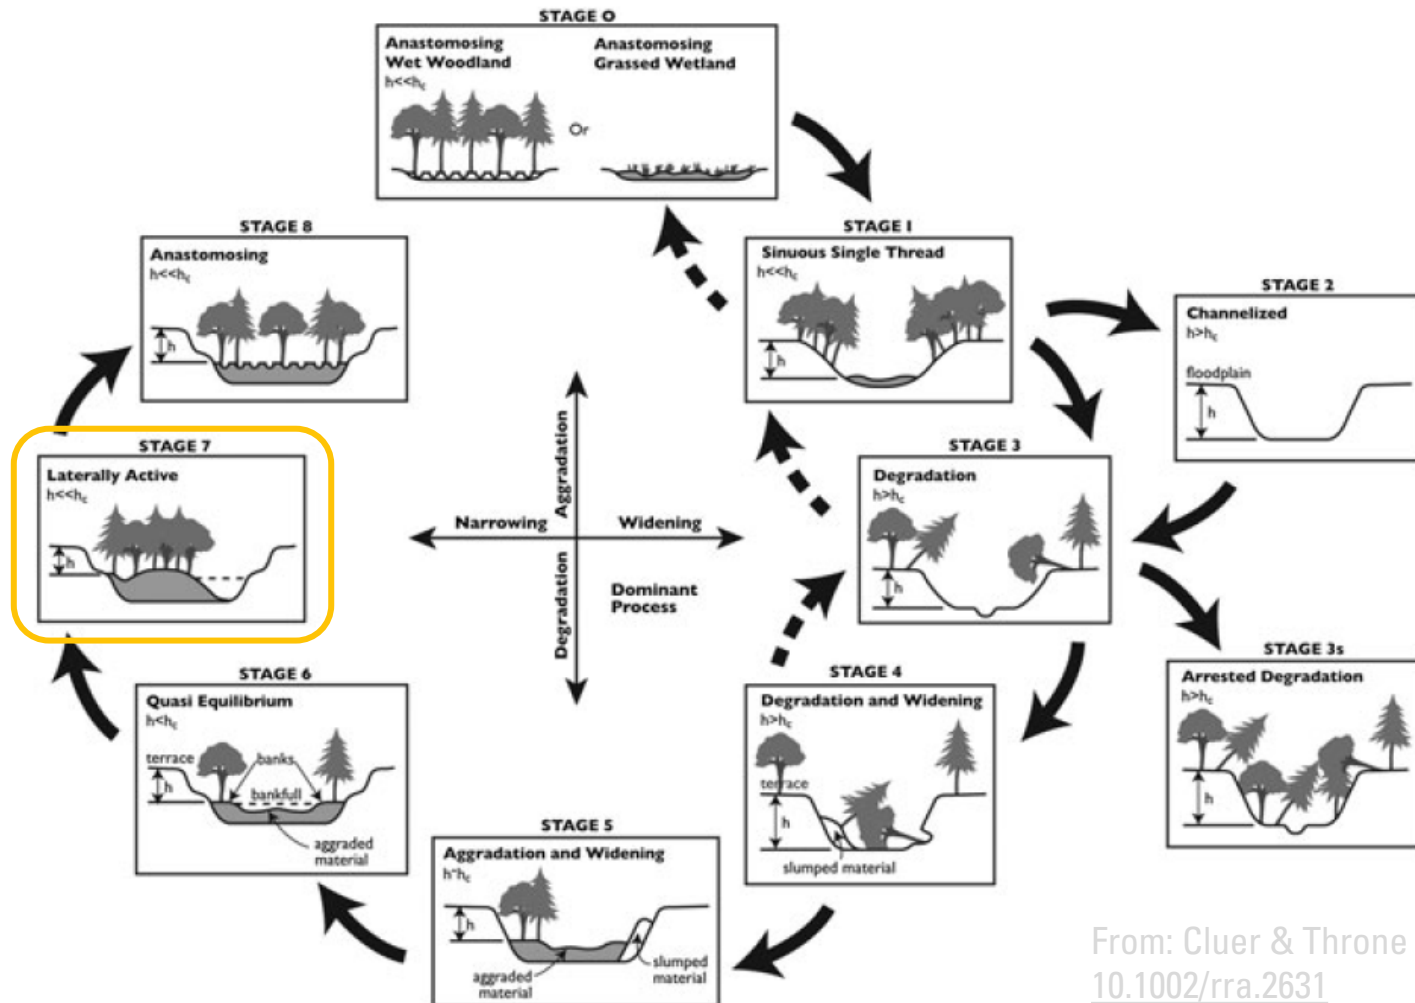 STAGE O
Anastomosing
Wet Woodland
h<<hc
Or
Anastomosing
Grassed Wetland
STAGE 8
Anastomosing
h<<hc
h
STAGE I
Sinuous Single Thread
h<<hc
h
STAGE 2
Channelized
h>hc
floodplain
h
STAGE 7
Laterally Active
h<<hc
h
Aggradation
Narrowing
Widening
Degradation
Dominant
Process
STAGE 3
Degradation
h>hc
h
STAGE 3s
Arrested Degradation
h>hc
h
STAGE 6
Quasi Equilibrium
h<hc
terrace
banks
h
bankfull
aggraded
material
STAGE 4
Degradation and Widening
h>hc
terrace
h
slumped material
STAGE 5
Aggradation and Widening
h~hc
h
aggraded
material
slumped
material
From: Cluer & Throne
10.1002/rra.2631